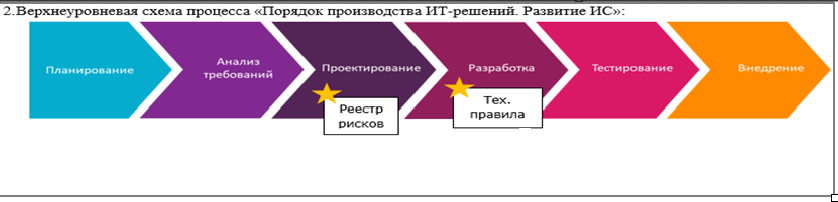 2.Верхнеуровневая схема процесса «Порядок производства ИТ-решений. Развитие ИС»:
Планирование
Анализ
требований
Проектирование
Разработка
Тестирование
Внедрение
Реестр
рисков
Тех.
правила